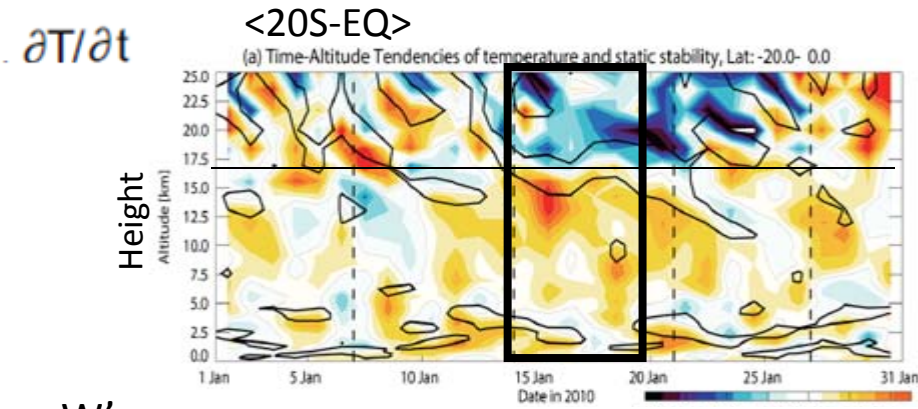 <20S-EQ>
∂T/∂t
(a) Time-Altitude Tendencies of temperature and static stability, Lat: -20.0- 0.0
Height
Altitude [km]
25.0
22.5
20.0
17.5
15.0
12.5
10.0
7.5
5.0
2.5
0.0
1 Jan 5 Jan 10 Jan 15 Jan 20 Jan 25 Jan 31 Jan
Date in 2010
W'